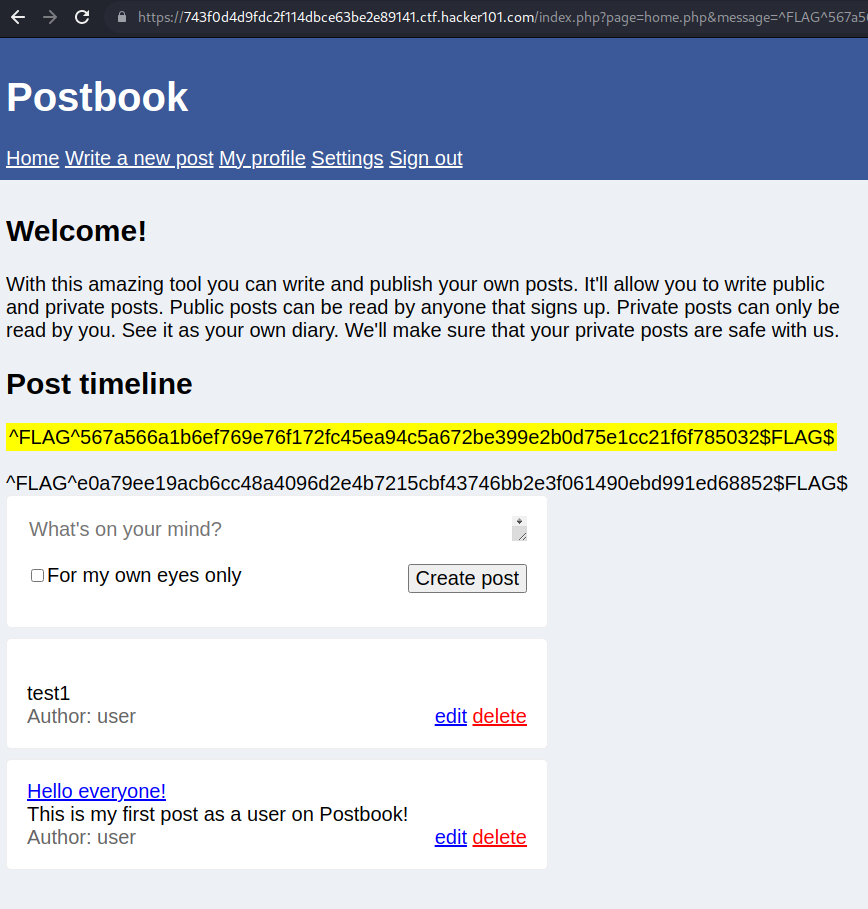 https://743f0d4d9fdc2f114dbce63be2e89141.ctf.hacker101.com/index.php?page=home.php&message=^FLAG^567a5
Postbook
Home Write a new post My profile Settings Sign out
Welcome!
With this amazing tool you can write and publish your own posts. It'll allow you to write public
and private posts. Public posts can be read by anyone that signs up. Private posts can only be
read by you. See it as your own diary. We'll make sure that your private posts are safe with us.
Post timeline
^FLAG^567a566a1b6ef769e76f172fc45ea94c5a672be399e2b0d75e1cc21f6f785032$FLAG$
^FLAG^e0a79ee19acb6cc48a4096d2e4b7215cbf43746bb2e3f061490ebd991ed68852$FLAG$
What's on your mind?
For my own eyes only Create post
test1
Author: user edit delete
Hello everyone!
This is my first post as a user on Postbook!
Author: user edit delete